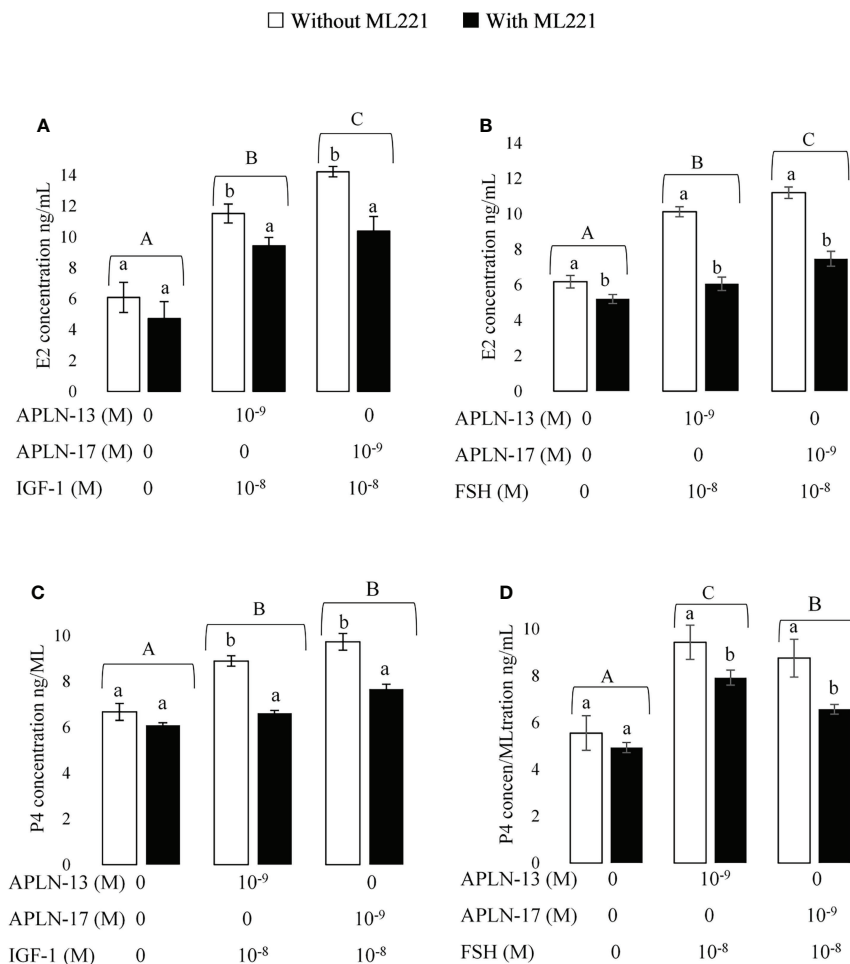 Without ML221 With ML221
A
E2 concentration ng/mL
14
12
10
8
6
4
2
0
A
a a
B
b a
C
b a
APLN-13 (M) 0 10⁻⁹ 0
APLN-17 (M) 0 0 10⁻⁹
IGF-1 (M) 0 10⁻⁸ 10⁻⁸
B
E2 concentration ng/mL
14
12
10
8
6
4
2
0
A
a b
B
a b
C
a b
APLN-13 (M) 0 10⁻⁹ 0
APLN-17 (M) 0 0 10⁻⁹
FSH (M) 0 10⁻⁸ 10⁻⁸
C
P4 concentration ng/ML
10
8
6
4
2
0
A
a a
B
b a
B
b a
APLN-13 (M) 0 10⁻⁹ 0
APLN-17 (M) 0 0 10⁻⁹
IGF-1 (M) 0 10⁻⁸ 10⁻⁸
D
P4 concen/MLtration ng/mL
10
8
6
4
2
0
A
a a
C
a b
B
a b
APLN-13 (M) 0 10⁻⁹ 0
APLN-17 (M) 0 0 10⁻⁹
FSH (M) 0 10⁻⁸ 10⁻⁸